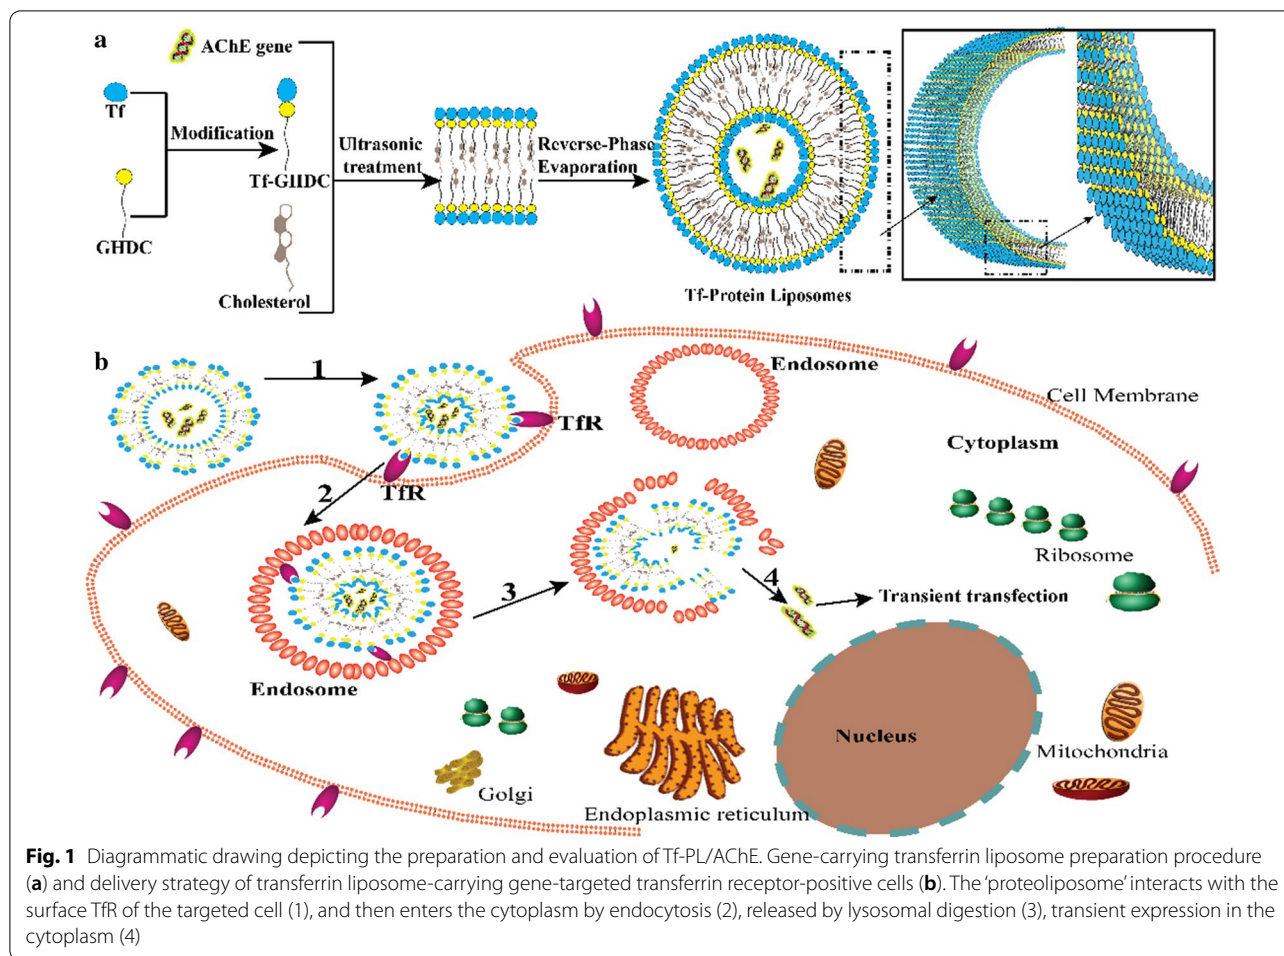 a
AChE gene
Tf
Modification
Tf-GHDC
GHDC
Cholesterol
Ultrasonic
treatment
Reverse-Phase
Evaporation
Tf-Protein Liposomes
b
1
TfR
TfR
2
Endosome
3
4
Transient transfection
Endosome
Cell Membrane
Cytoplasm
Ribosome
Nucleus
Mitochondria
Golgi
Endoplasmic reticulum
Fig. 1 Diagrammatic drawing depicting the preparation and evaluation of Tf-PL/AChE. Gene-carrying transferrin liposome preparation procedure
(a) and delivery strategy of transferrin liposome-carrying gene-targeted transferrin receptor-positive cells (b). The ‘proteoliposome’ interacts with the
surface TfR of the targeted cell (1), and then enters the cytoplasm by endocytosis (2), released by lysosomal digestion (3), transient expression in the
cytoplasm (4)